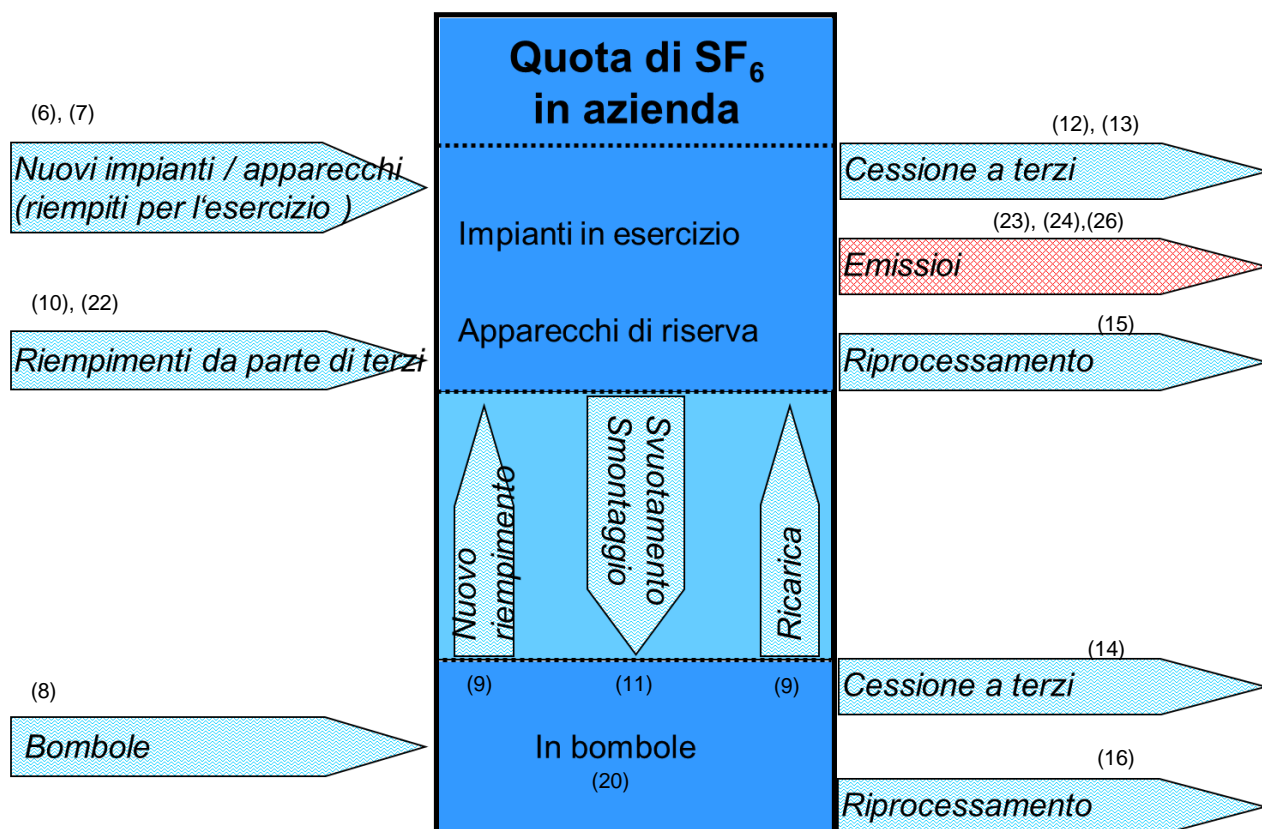 Quota di SF6
in azienda
(6), (7)
Nuovi impianti / apparecchi
(riempiti per l'esercizio )
(10), (22)
Riempimenti da parte di terzi
(8)
Bombole
Impianti in esercizio
Apparecchi di riserva
Nuovo
riempimento
Svuotamento
Smontaggio
Ricarica
(9)
(11)
(9)
In bombole
(20)
(12), (13)
Cessione a terzi
(23), (24),(26)
Emissioi
(15)
Riprocessamento
(14)
Cessione a terzi
(16)
Riprocessamento